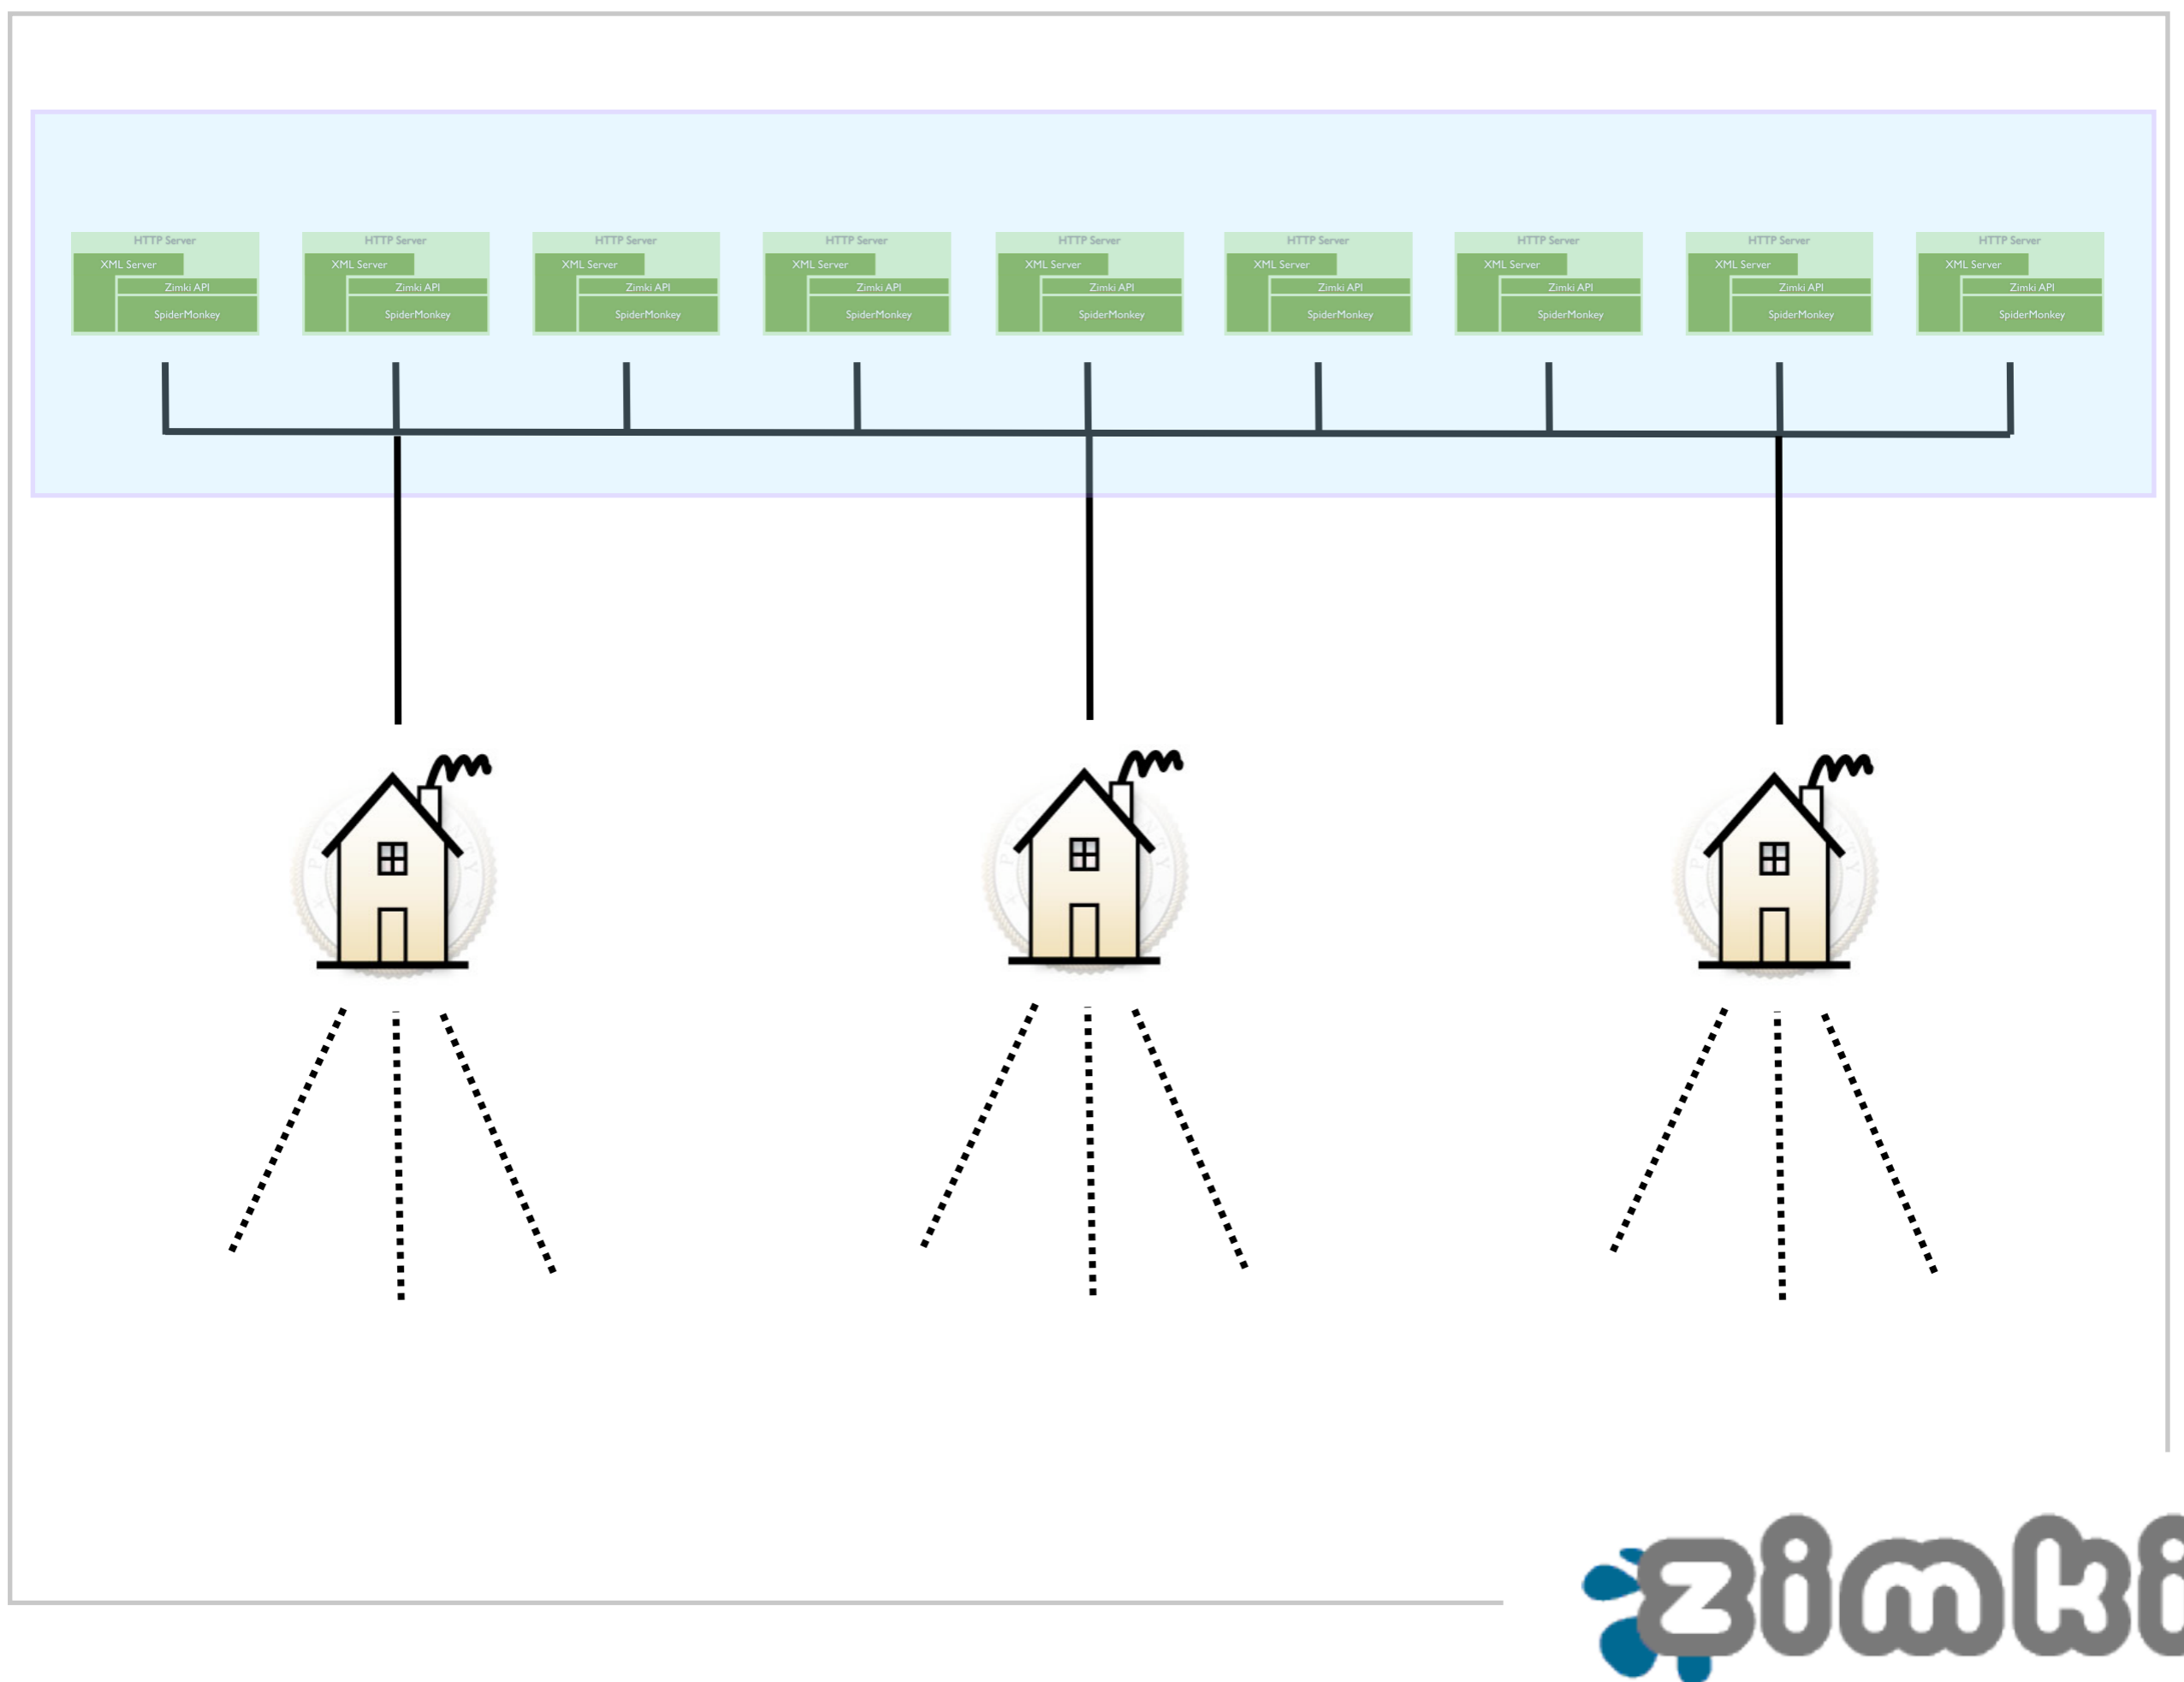 HTTP Server HTTP Server HTTP Server HTTP Server HTTP Server HTTP Server HTTP Server HTTP Server HTTP Server
XML Server XML Server XML Server XML Server XML Server XML Server XML Server XML Server XML Server
Zimki API Zimki API Zimki API Zimki API Zimki API Zimki API Zimki API Zimki API Zimki API
SpiderMonkey SpiderMonkey SpiderMonkey SpiderMonkey SpiderMonkey SpiderMonkey SpiderMonkey SpiderMonkey SpiderMonkey
zimki